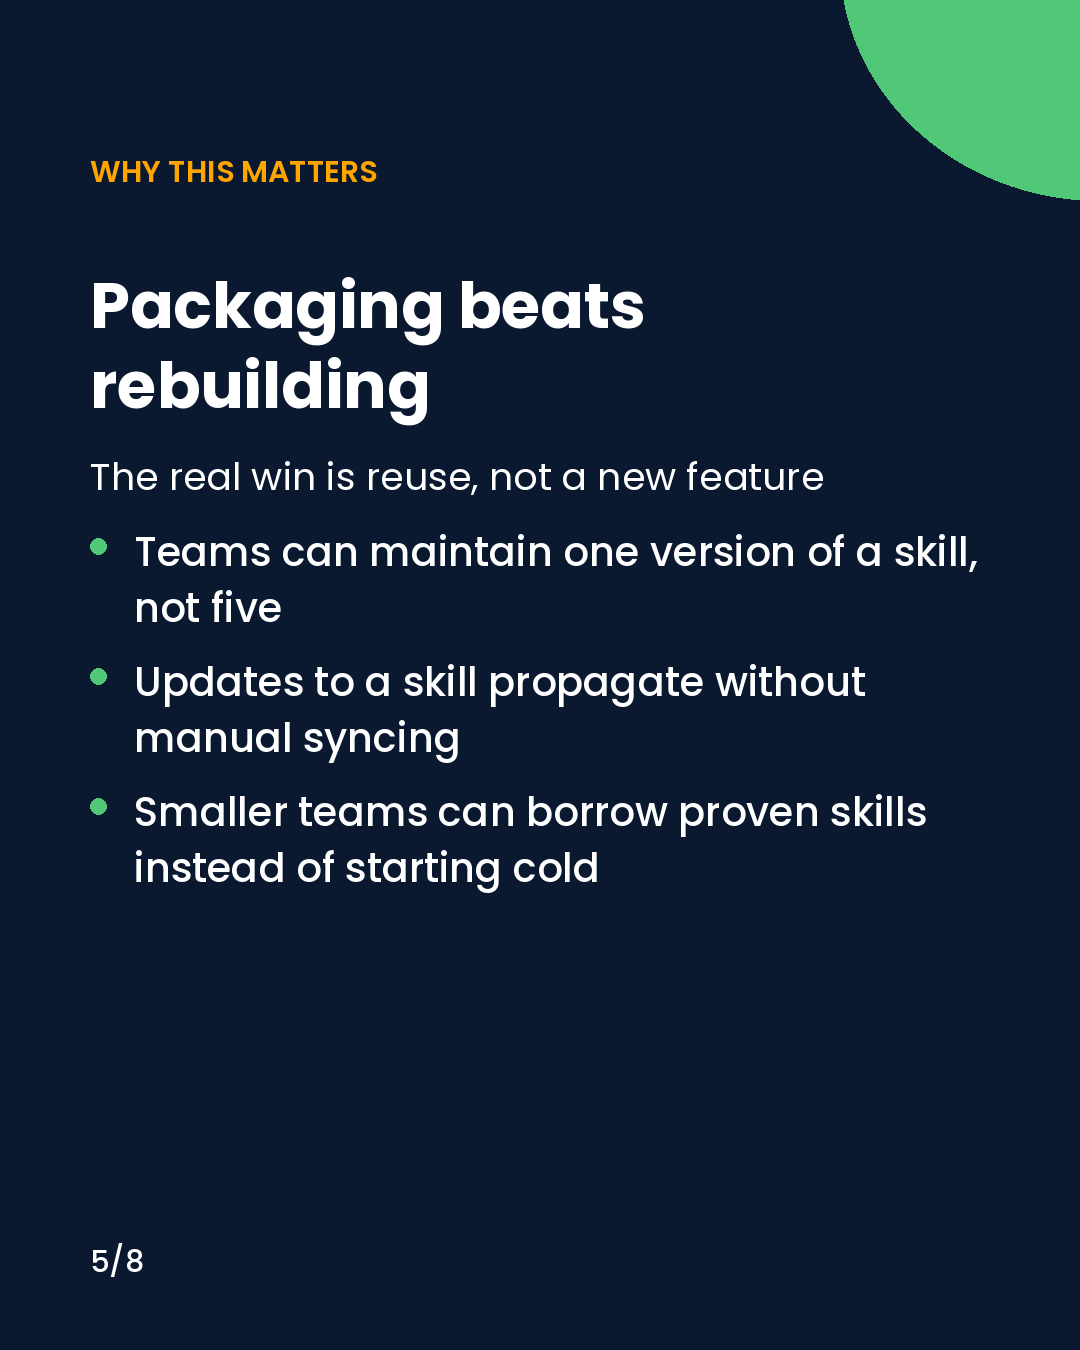 WHY THIS MATTERS
Packaging beats
rebuilding
The real win is reuse, not a new feature
Teams can maintain one version of a skill,
not five
Updates to a skill propagate without
manual syncing
Smaller teams can borrow proven skills
instead of starting cold
5/8